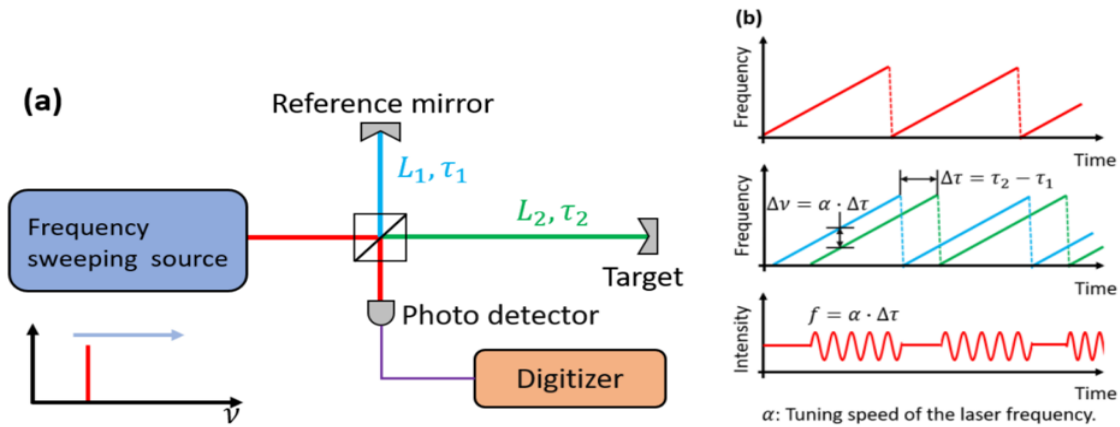 (a)
Reference mirror
L₁, τ₁
L₂, τ₂
Frequency
sweeping source
Target
Photo detector
Digitizer
ν
(b)
Frequency
Time
Δτ = τ₂ − τ₁
Δν = α · Δτ
Frequency
Time
f = α · Δτ
Intensity
Time
α: Tuning speed of the laser frequency.